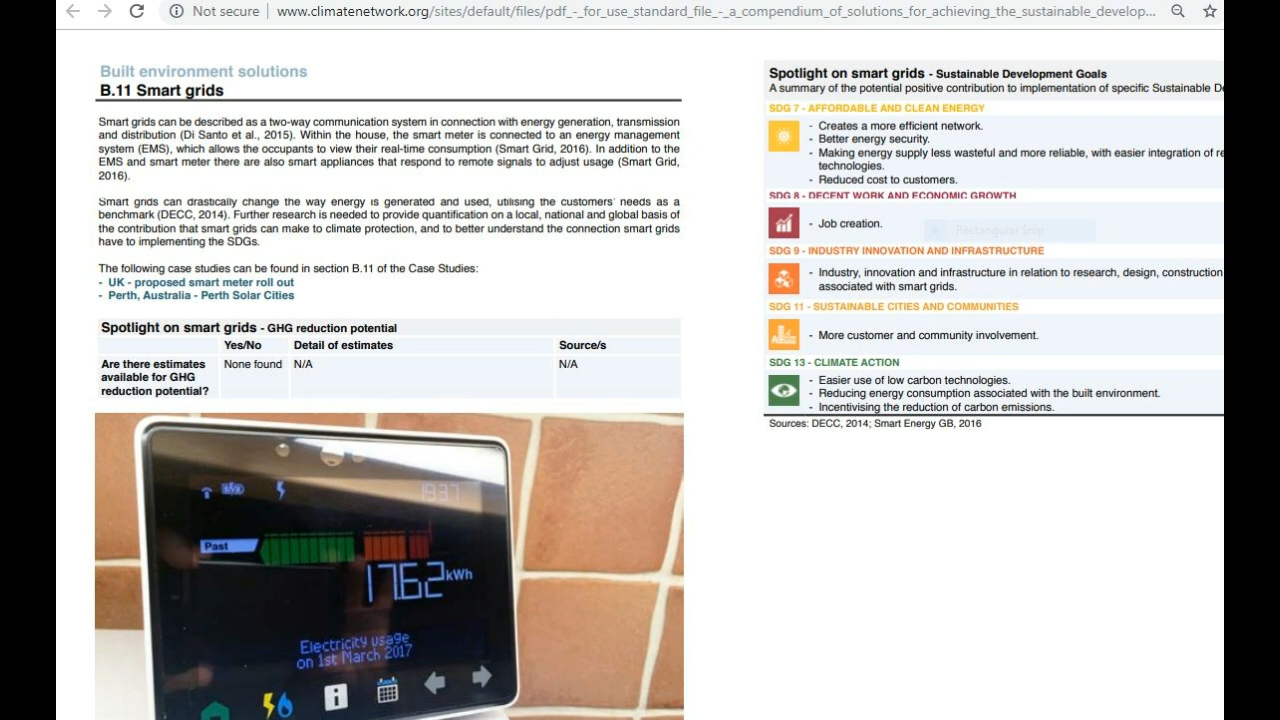 Not secure | www.climatenetwork.org/sites/default/files/pdf_-_for_use_standard_file_-_a_compendium_of_solutions_for_achieving_the_sustainable_develop...
Built environment solutions
B.11 Smart grids
Smart grids can be described as a two-way communication system in connection with energy generation, transmission
and distribution (Di Santo et al., 2015). Within the house, the smart meter is connected to an energy management
system (EMS), which allows the occupants to view their real-time consumption (Smart Grid, 2016). In addition to the
EMS and smart meter there are also smart appliances that respond to remote signals to adjust usage (Smart Grid,
2016).
Smart grids can drastically change the way energy is generated and used, utilising the customers' needs as a
benchmark (DECC, 2014). Further research is needed to provide quantification on a local, national and global basis of
the contribution that smart grids can make to climate protection, and to better understand the connection smart grids
have to implementing the SDGs.
The following case studies can be found in section B.11 of the Case Studies:
- UK - proposed smart meter roll out
- Perth, Australia - Perth Solar Cities
Spotlight on smart grids - GHG reduction potential
Yes/No Detail of estimates Source/s
Are there estimates None found N/A N/A
available for GHG
reduction potential?
19:37
Past
17.62 kWh
Electricity usage
on 1st March 2017
Spotlight on smart grids - Sustainable Development Goals
A summary of the potential positive contribution to implementation of specific Sustainable
SDG 7 - AFFORDABLE AND CLEAN ENERGY
- Creates a more efficient network.
- Better energy security.
- Making energy supply less wasteful and more reliable, with easier integration of
technologies.
- Reduced cost to customers.
SDG 8 - DECENT WORK AND ECONOMIC GROWTH
- Job creation.
Rectangular Snip
SDG 9 - INDUSTRY INNOVATION AND INFRASTRUCTURE
- Industry, innovation and infrastructure in relation to research, design, construction
associated with smart grids.
SDG 11 - SUSTAINABLE CITIES AND COMMUNITIES
- More customer and community involvement.
SDG 13 - CLIMATE ACTION
- Easier use of low carbon technologies.
- Reducing energy consumption associated with the built environment.
- Incentivising the reduction of carbon emissions.
Sources: DECC, 2014; Smart Energy GB, 2016